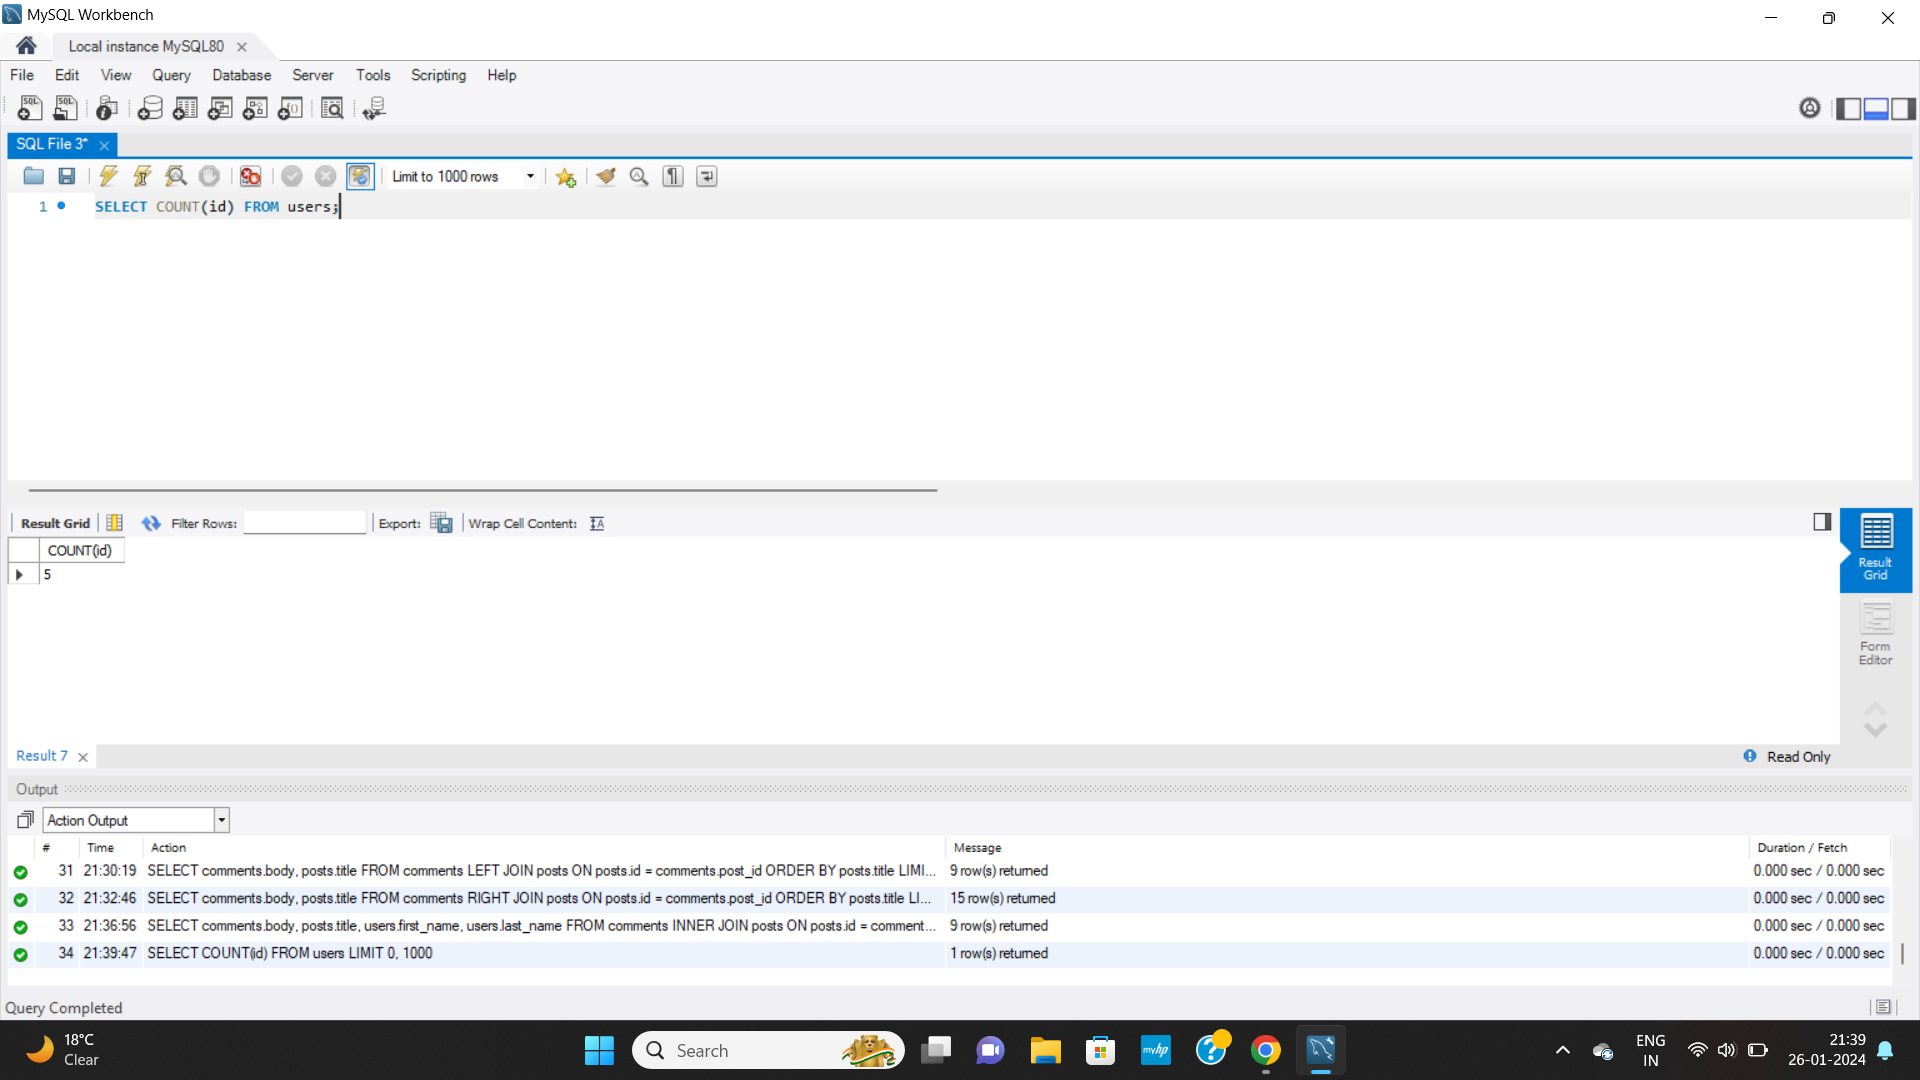 MySQL Workbench
Local instance MySQL80
File Edit View Query Database Server Tools Scripting Help
SQL File 3*
Limit to 1000 rows
1 SELECT COUNT(id) FROM users;
Result Grid Filter Rows: Export: Wrap Cell Content:
COUNT(id)
5
Result Grid
Form Editor
Result 7
Read Only
Output
Action Output
# Time Action Message Duration / Fetch
31 21:30:19 SELECT comments.body, posts.title FROM comments LEFT JOIN posts ON posts.id = comments.post_id ORDER BY posts.title LIMI... 9 row(s) returned 0.000 sec / 0.000 sec
32 21:32:46 SELECT comments.body, posts.title FROM comments RIGHT JOIN posts ON posts.id = comments.post_id ORDER BY posts.title LI... 15 row(s) returned 0.000 sec / 0.000 sec
33 21:36:56 SELECT comments.body, posts.title, users.first_name, users.last_name FROM comments INNER JOIN posts ON posts.id = comment... 9 row(s) returned 0.000 sec / 0.000 sec
34 21:39:47 SELECT COUNT(id) FROM users LIMIT 0, 1000 1 row(s) returned 0.000 sec / 0.000 sec
Query Completed
18°C
Clear
Search
myhp
ENG
IN
21:39
26-01-2024